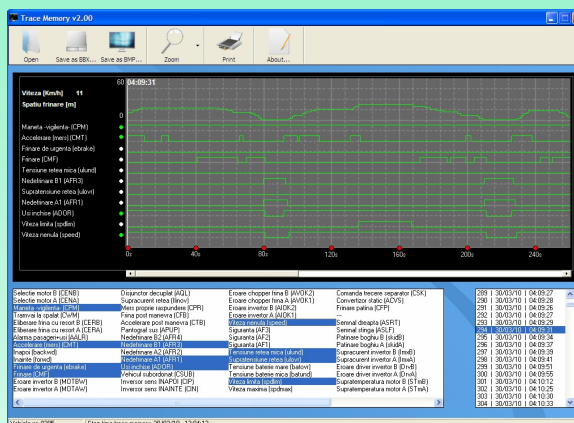 Trace Memory v2.00
Open Save as BBX... Save as BMP... Zoom Print About...
60 04:09:31
Viteza [Km/h] 11
Spatiu frinare [m]
0
Maneta -vigilenta- (CPM)
Accelerare (mers) (CMT)
Frinare de urgenta (ebrake)
Frinare (CMF)
Tensiune retea mica (ulund)
Nedefininare B1 (AFR3)
Supratensiune retea (ulovr)
Nedefrinare A1 (AFR1)
Usi inchise (ADOR)
Viteza limita (spdlim)
Viteza nenula (speed)
0s 40s 80s 120s 160s 200s 240s
Selectie motor B (CENB) Disjunctor decuplat (AQL) Eroare chopper frina B (AVOK2) Comanda trecere separator (CSK)
Selectie motor A (CENA) Supracurent retea (llinov) Eroare chopper frina A (AVOK1) Convertizor static (ACVS)
Maneta -vigilenta- (CPM) Mers propire raspundere (CPR) Eroare invertor B (AIOK2) Frinare patina (CFP)
Tramvai la spalat (CwM) Frina post manevra (CFB) Eroare invertor A (AIOK1) ---
Eliberare frina cu resort B (CERB) Accelerare post manevra (CTB) Viteza nenula (speed) Semnal dreapta (ASRT)
Eliberare frina cu resort A (CERA) Pantograf sus (APUP) Siguranta (AF3) Semnal stinga (ASLF)
Alarma pasageri+usi (AALR) Nedefrinare B2 (AFR4) Siguranta (AF2) Patinare boghiu B (skidB)
Accelerare (mers) (CMT) Nedefrinare B1 (AFR3) Siguranta (AF1) Patinare boghiu A (skidA)
Inapoi (backwd) Nedefrinare A2 (AFR2) Tensiune retea mica (ulund) Supracurent invertor B (ImoB)
Inainte (forwd) Nedefrinare A1 (AFR1) Supratensiune retea (ulovr) Supracurent invertor A (ImoA)
Frinare de urgenta (ebrake) Usi inchise (ADOR) Tensiune baterie mare (batovr) Eroare driver invertor B (DrvB)
Frinare (CMF) Vehicul subordonat (CSUB) Tensiune baterie mica (batund) Eroare driver invertor A (DrvA)
Eroare invertor B (MOTBW) Inversor sens INAPOI (CIP) Viteza limita (spdlim) Supratemperatura motor B (STmB)
Eroare invertor A (MOTAW) Inversor sens INAINTE (CIN) Viteza maxima (spdmax) Supratemperatura motor A (STmA)
289 | 30/03/10 | 04:09:27
290 | 30/03/10 | 04:09:28
291 | 30/03/10 | 04:09:26
292 | 30/03/10 | 04:09:27
293 | 30/03/10 | 04:09:29
294 | 30/03/10 | 04:09:31
295 | 30/03/10 | 04:09:34
296 | 30/03/10 | 04:09:37
297 | 30/03/10 | 04:09:39
298 | 30/03/10 | 04:09:41
299 | 30/03/10 | 04:09:51
300 | 30/03/10 | 04:09:55
301 | 30/03/10 | 04:10:12
302 | 30/03/10 | 04:10:25
303 | 30/03/10 | 04:10:30
304 | 30/03/10 | 04:10:33